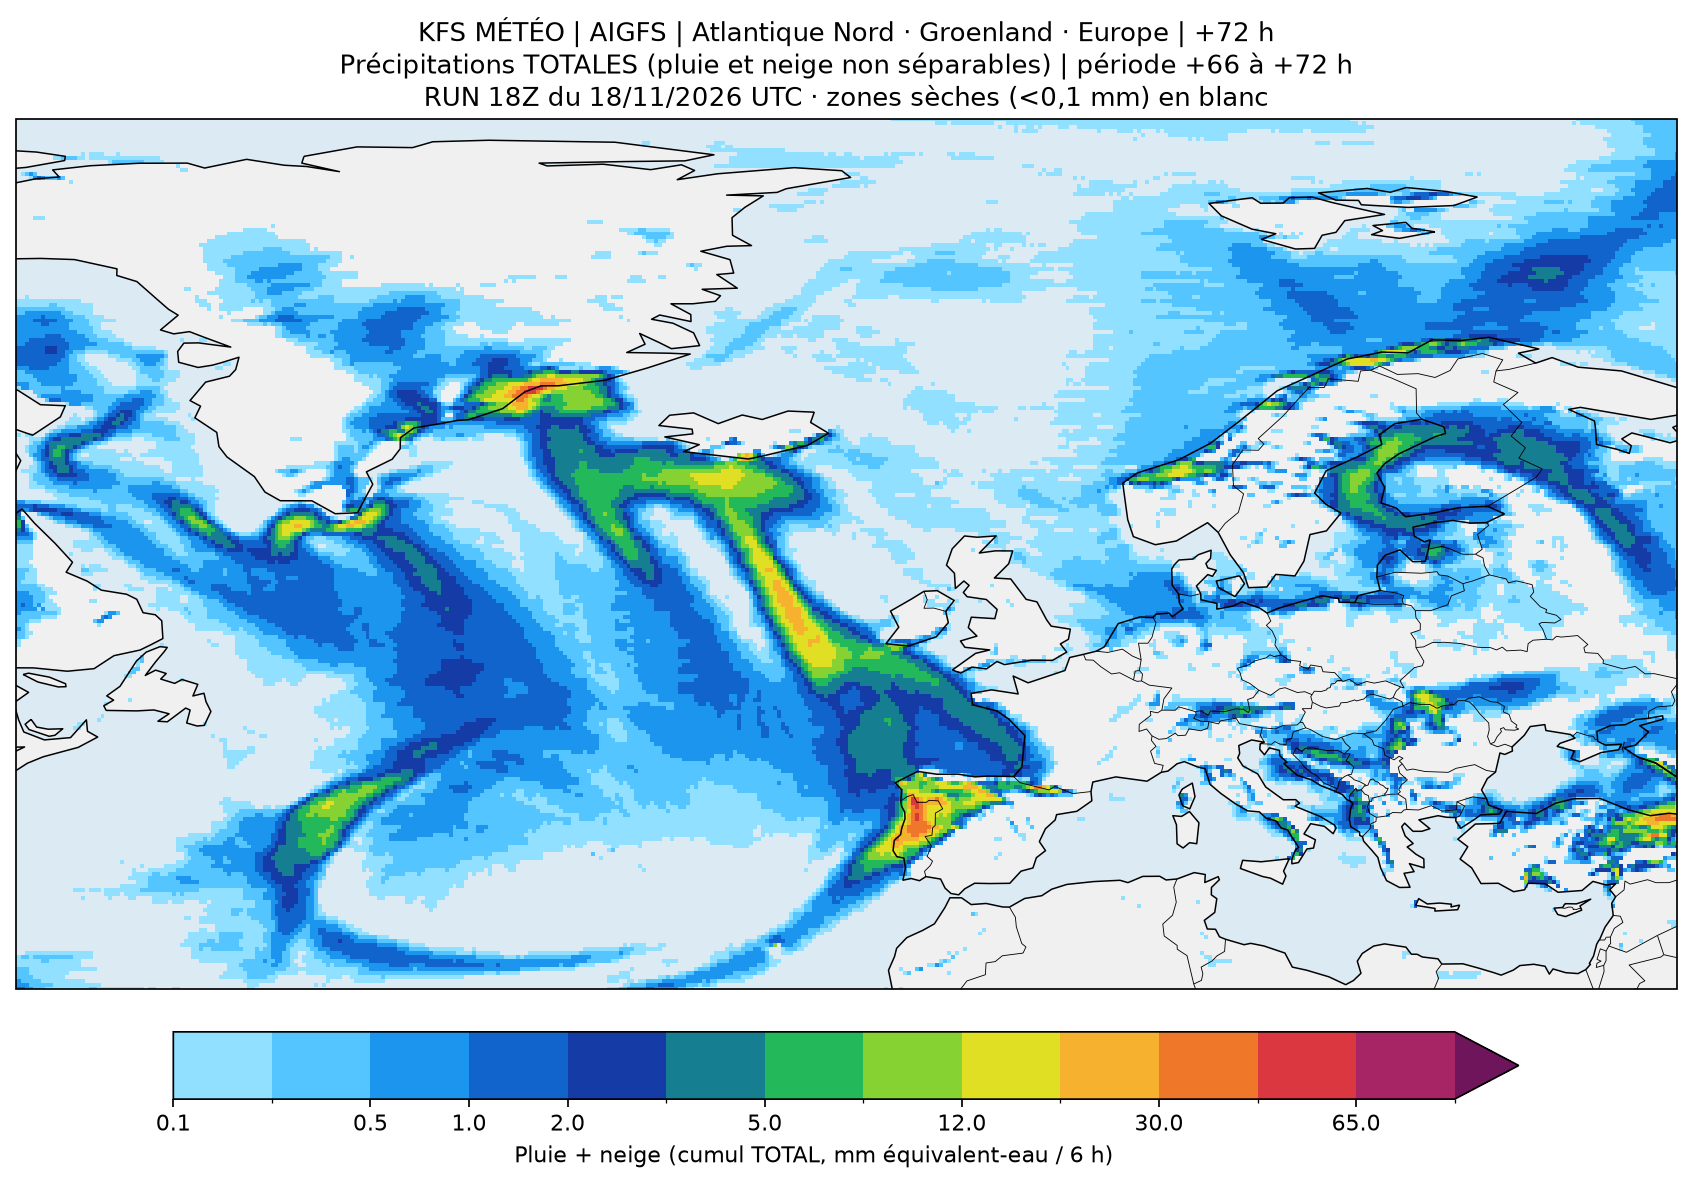 KFS MÉTÉO | AIGFS | Atlantique Nord · Groenland · Europe | +72 h
Précipitations TOTALES (pluie et neige non séparables) | période +66 à +72 h
RUN 18Z du 18/11/2026 UTC · zones sèches (<0,1 mm) en blanc
0.1 0.5 1.0 2.0 5.0 12.0 30.0 65.0
Pluie + neige (cumul TOTAL, mm équivalent-eau / 6 h)